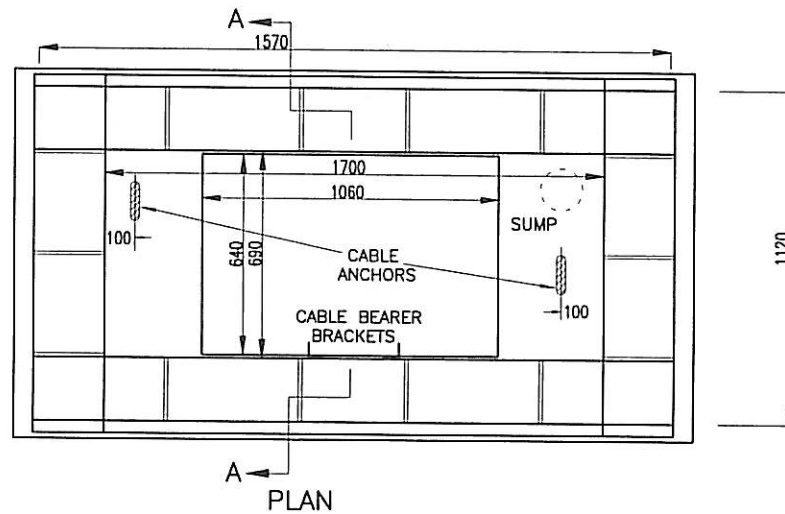 A
1570
1700
1060
SUMP
100
640
690
CABLE
ANCHORS
1120
100
CABLE BEARER
BRACKETS
A
PLAN